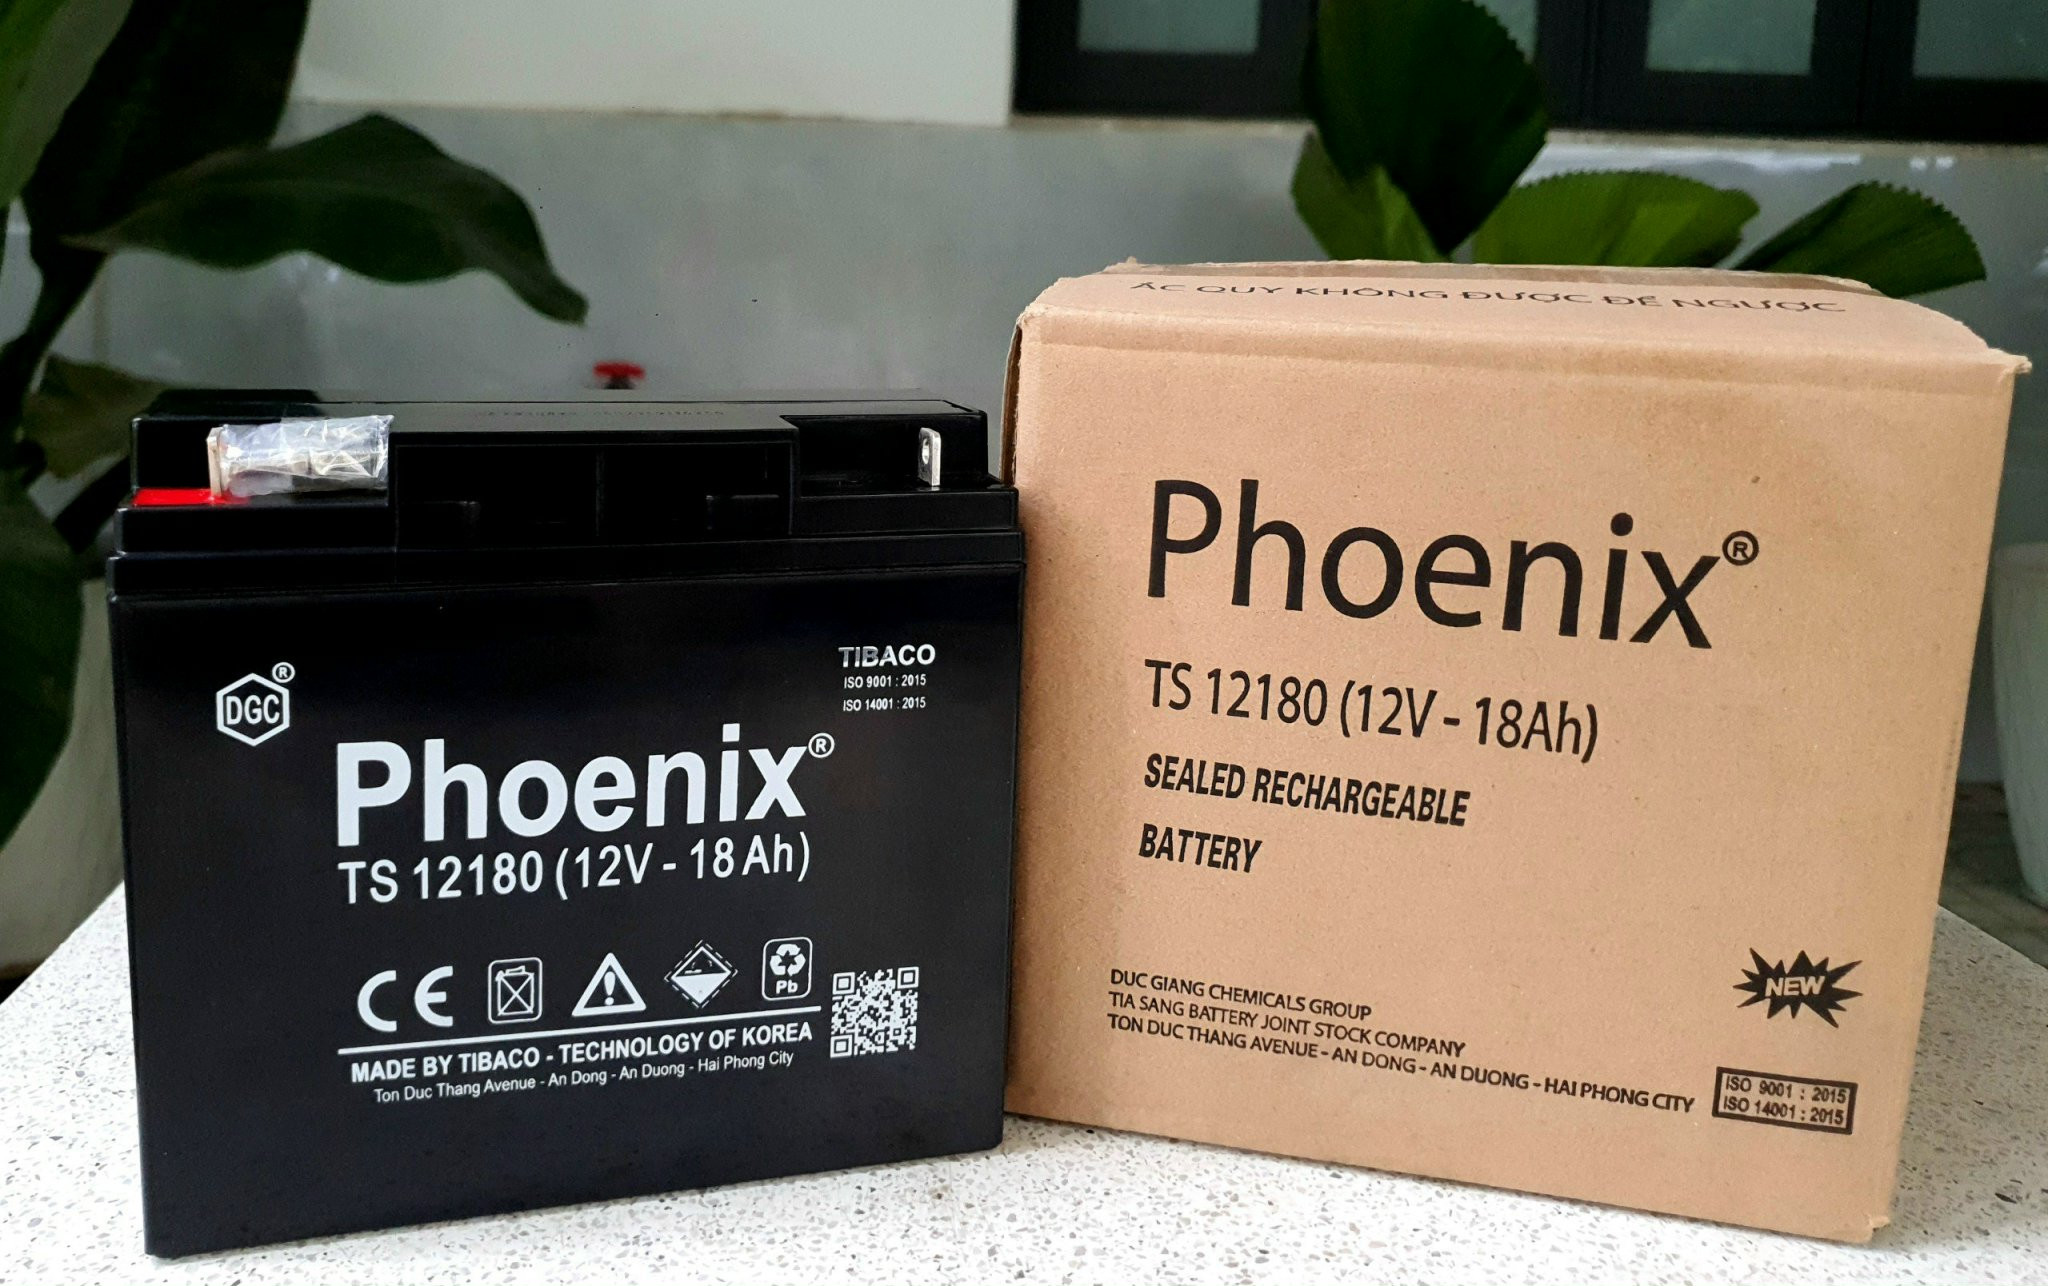 DGC ®
TIBACO
ISO 9001 : 2015
ISO 14001 : 2015
Phoenix®
TS 12180 (12V - 18 Ah)
CE
Pb
MADE BY TIBACO - TECHNOLOGY OF KOREA
Ton Duc Thang Avenue - An Dong - An Duong - Hai Phong City
ẮC QUY KHÔNG ĐƯỢC ĐỂ NGƯỢC
Phoenix®
TS 12180 (12V - 18Ah)
SEALED RECHARGEABLE
BATTERY
NEW
DUC GIANG CHEMICALS GROUP
TIA SANG BATTERY JOINT STOCK COMPANY
TON DUC THANG AVENUE - AN DONG - AN DUONG - HAI PHONG CITY
ISO 9001 : 2015
ISO 14001 : 2015